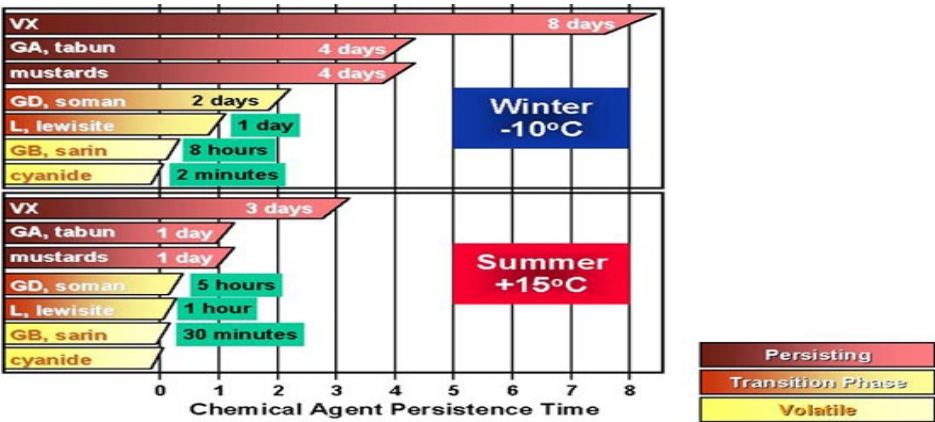 VX 8 days
GA, tabun 4 days
mustards 4 days
GD, soman 2 days
L, lewisite 1 day
GB, sarin 8 hours
cyanide 2 minutes
Winter
-10°C
VX 3 days
GA, tabun 1 day
mustards 1 day
GD, soman 5 hours
L, lewisite 1 hour
GB, sarin 30 minutes
cyanide
Summer
+15°C
0 1 2 3 4 5 6 7 8
Chemical Agent Persistence Time
Persisting
Transition Phase
Volatile